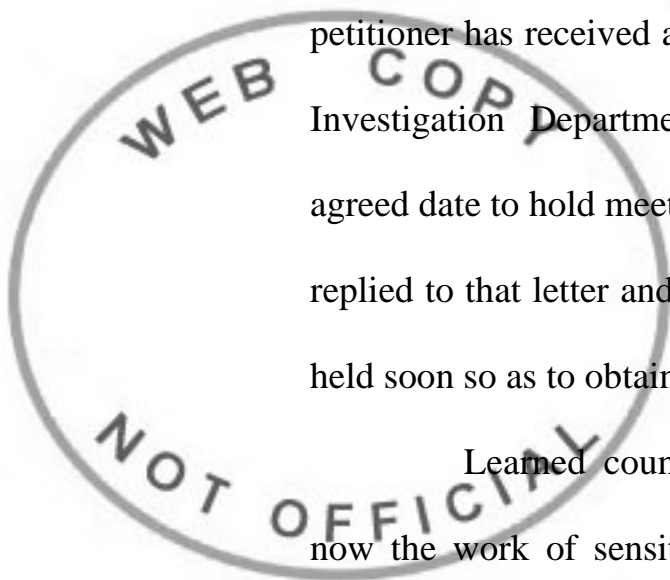 petitioner has received a
WEB COPY
Investigation Departme
agreed date to hold meet
replied to that letter and
held soon so as to obtain
NOT OFFICIAL
Learned coun
now the work of sensit